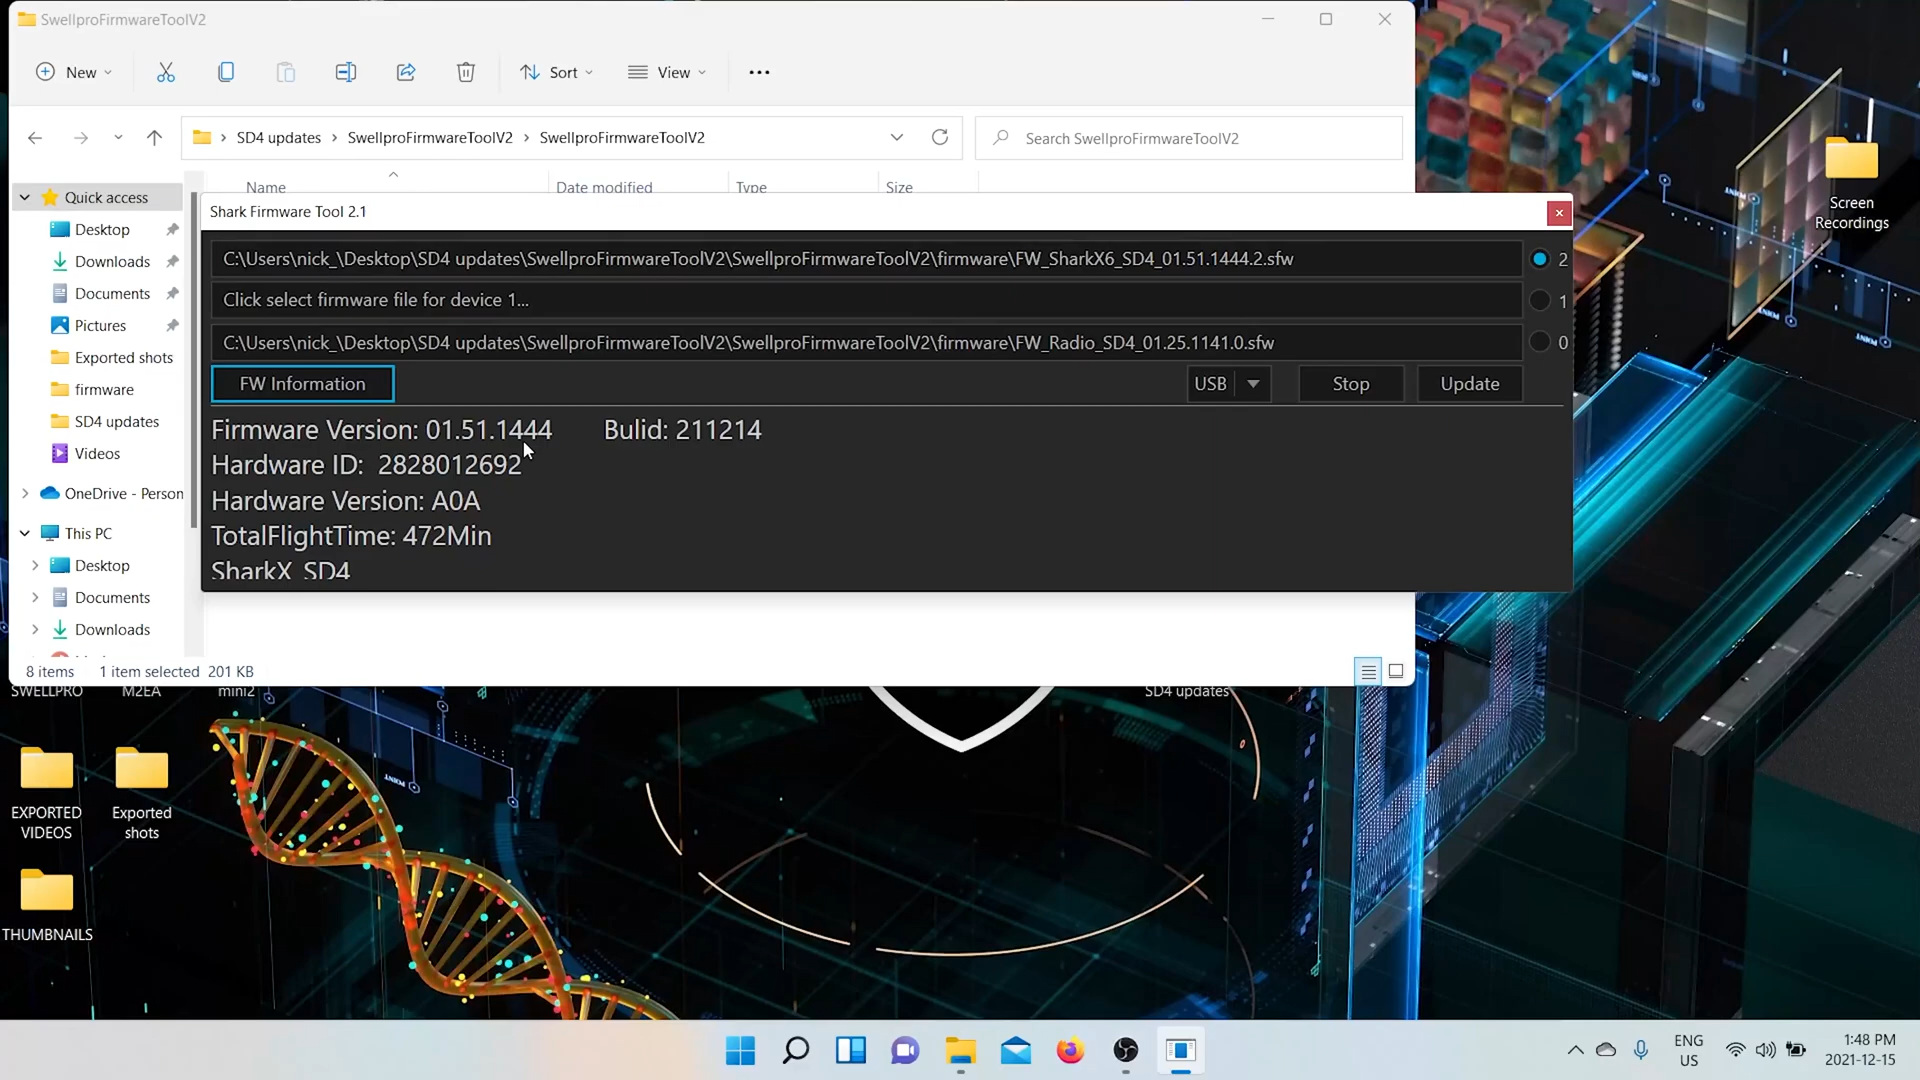 SwellproFirmwareToolV2
New
Sort
View
SD4 updates > SwellproFirmwareToolV2 > SwellproFirmwareToolV2
Search SwellproFirmwareToolV2
Name
Date modified
Type
Size
Quick access
Desktop
Downloads
Documents
Pictures
Exported shots
firmware
SD4 updates
Videos
OneDrive - Person
This PC
Desktop
Documents
Downloads
8 items
1 item selected 201 KB
Shark Firmware Tool 2.1
C:\Users\nick_\Desktop\SD4 updates\SwellproFirmwareToolV2\SwellproFirmwareToolV2\firmware\FW_SharkX6_SD4_01.51.1444.2.sfw
2
Click select firmware file for device 1...
1
C:\Users\nick_\Desktop\SD4 updates\SwellproFirmwareToolV2\SwellproFirmwareToolV2\firmware\FW_Radio_SD4_01.25.1141.0.sfw
0
FW Information
USB
Stop
Update
Firmware Version: 01.51.1444 Bulid: 211214
Hardware ID: 2828012692
Hardware Version: A0A
TotalFlightTime: 472Min
SharkX_SD4
Screen
Recordings
SWELLPRO
M2EA
mini2
SD4 updates
EXPORTED
VIDEOS
Exported
shots
THUMBNAILS
POINT
POINT
POINT
POINT
POINT
ENG
US
1:48 PM
2021-12-15